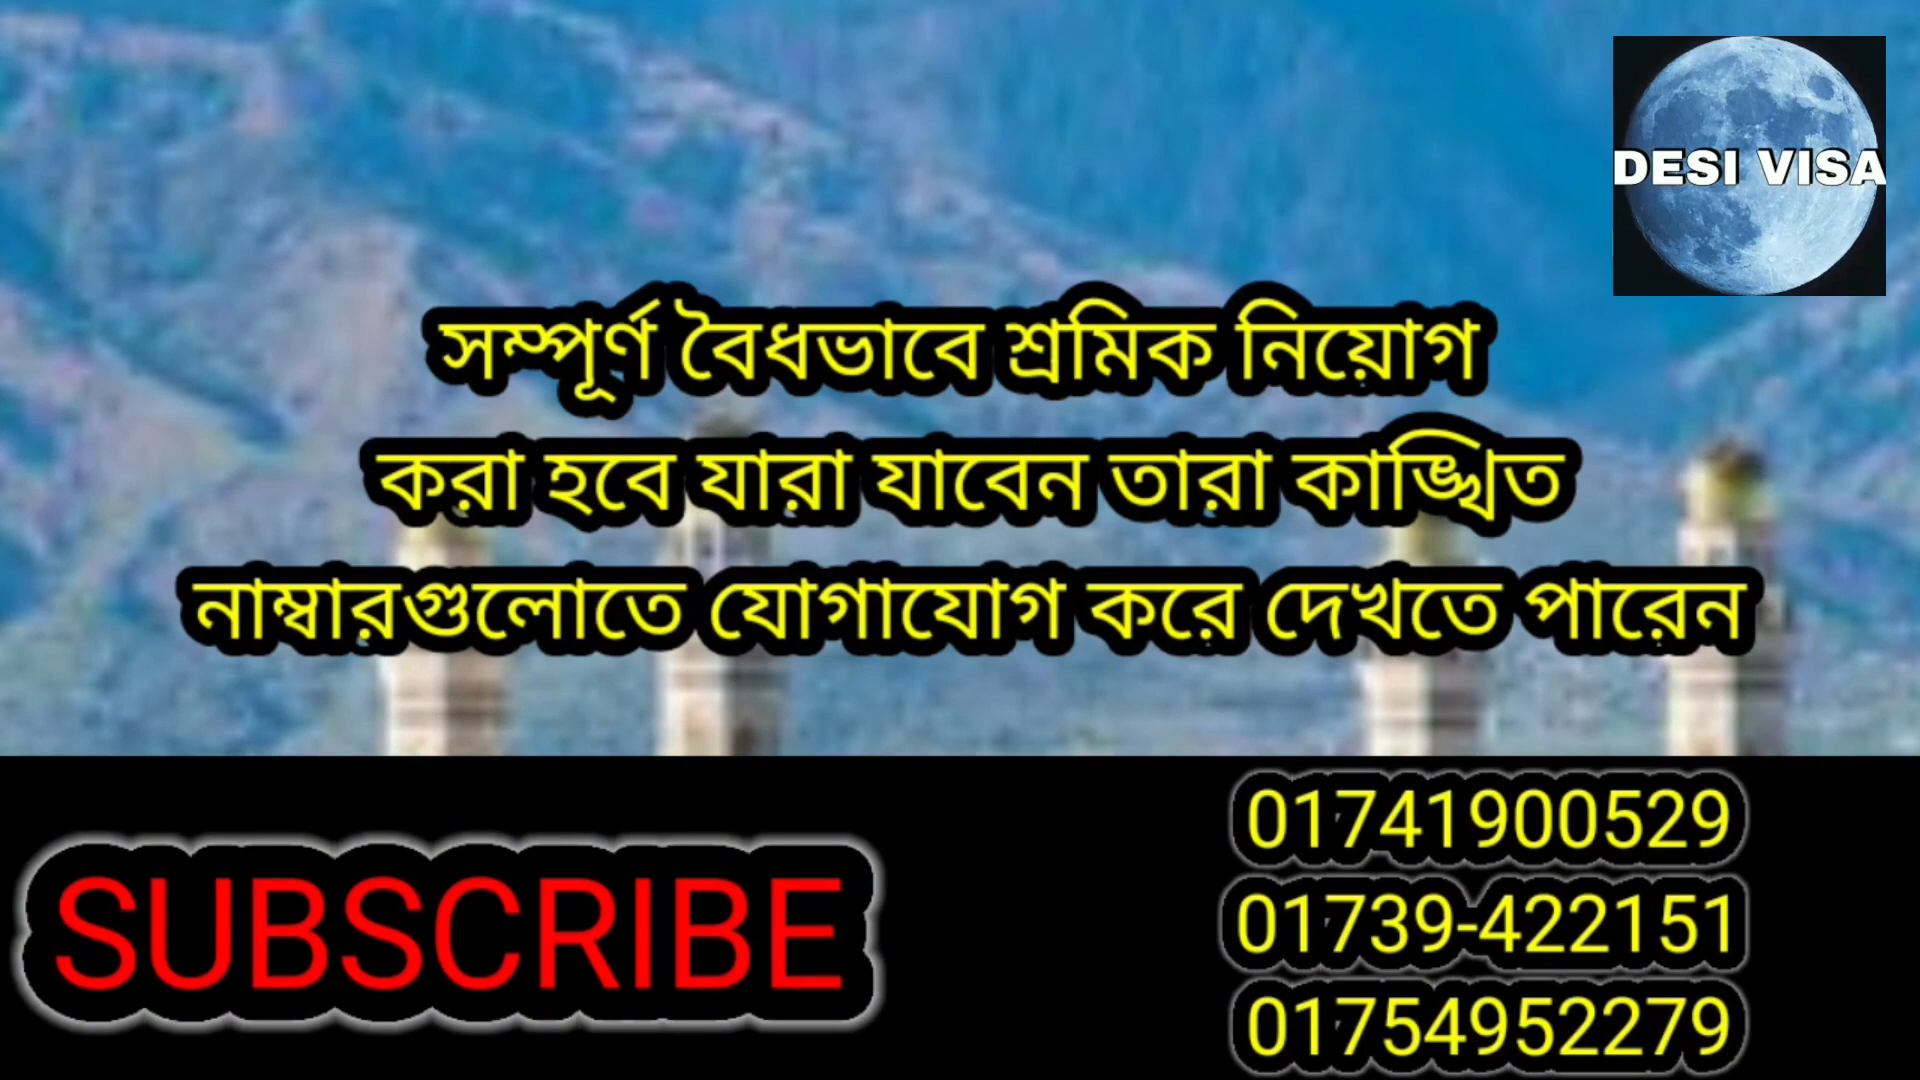 DESI VISA
সম্পূর্ণ বৈধভাবে শ্রমিক নিয়োগ
করা হবে যারা যাবেন তারা কাঙ্খিত
নাম্বারগুলোতে যোগাযোগ করে দেখতে পারেন
SUBSCRIBE
01741900529
01739-422151
01754952279